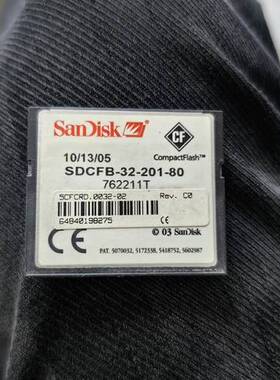 SanDisk
CF
CompactFlash™
10/13/05
SDCFB-32-201-80
762211T
SCFCRD.0032-02 Rev. C0
64840198275 CE
CE
© 03 SanDisk
PAT. 5070032, 5172338, 5418752, 5602987